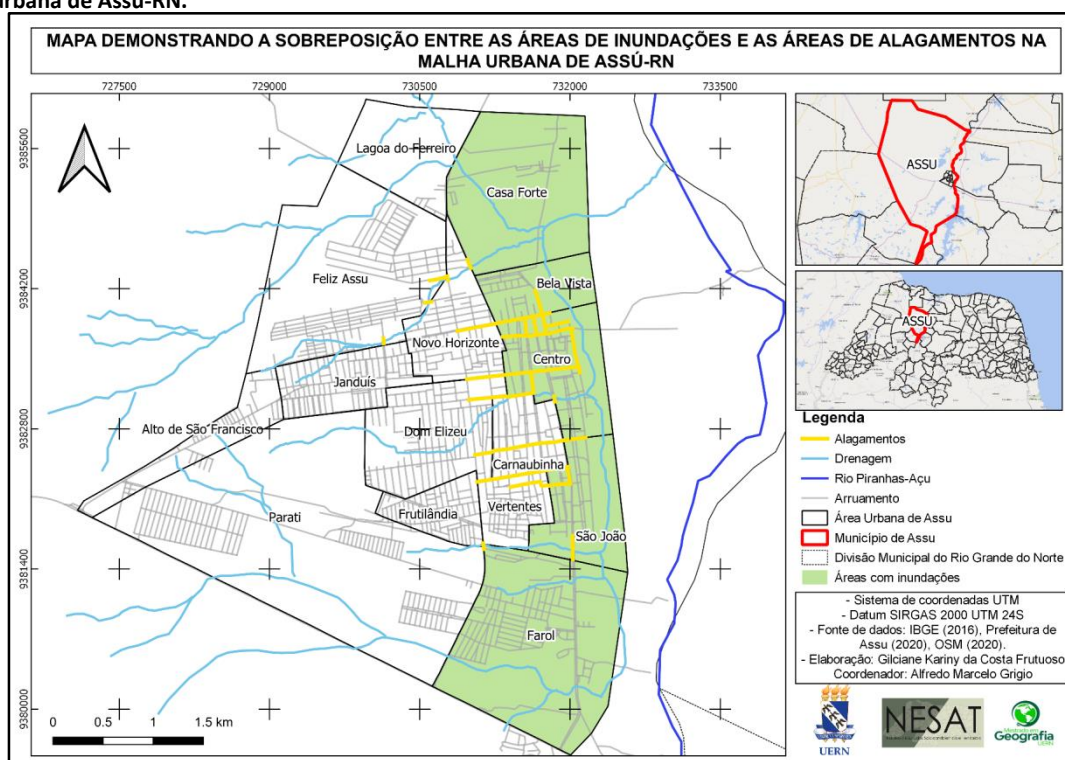 urbana de Assú-RN.
MAPA DEMONSTRANDO A SOBREPOSIÇÃO ENTRE AS ÁREAS DE INUNDAÇÕES E AS ÁREAS DE ALAGAMENTOS NA
MALHA URBANA DE ASSÚ-RN
727500 729000 730500 732000 733500
9385600
9384200
9382800
9381400
9380000
Lagoa do Ferreiro
Casa Forte
Feliz Assu
Bela Vista
Novo Horizonte
Centro
Janduís
Alto de São Francisco
Dom Elizeu
Carnaubinha
Frutilândia
Vertentes
Parati
São João
Farol
0 0.5 1 1.5 km
ASSU
ASSU
Legenda
Alagamentos
Drenagem
Rio Piranhas-Açu
Arruamento
Área Urbana de Assu
Município de Assu
Divisão Municipal do Rio Grande do Norte
Áreas com inundações
- Sistema de coordenadas UTM
- Datum SIRGAS 2000 UTM 24S
- Fonte de dados: IBGE (2016), Prefeitura de
Assu (2020), OSM (2020).
- Elaboração: Gilciane Kariny da Costa Frutuoso
Coordenador: Alfredo Marcelo Grigio
UERN
NESAT
Mestrado em
Geografia
UERN